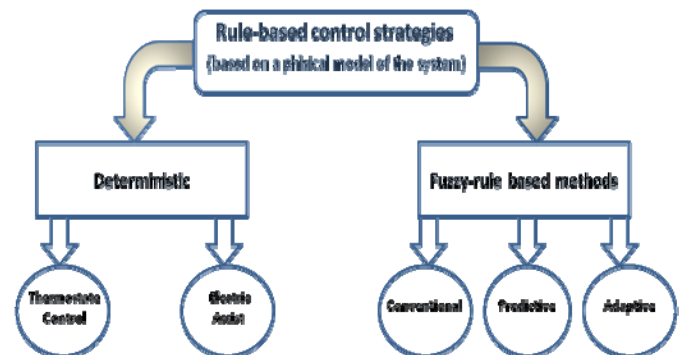 Rule-based control strategies
(based on a phisical model of the system)
Deterministic
Fuzzy-rule based methods
Thermostate
Control
Electric
Assist
Conventional
Predictive
Adaptive